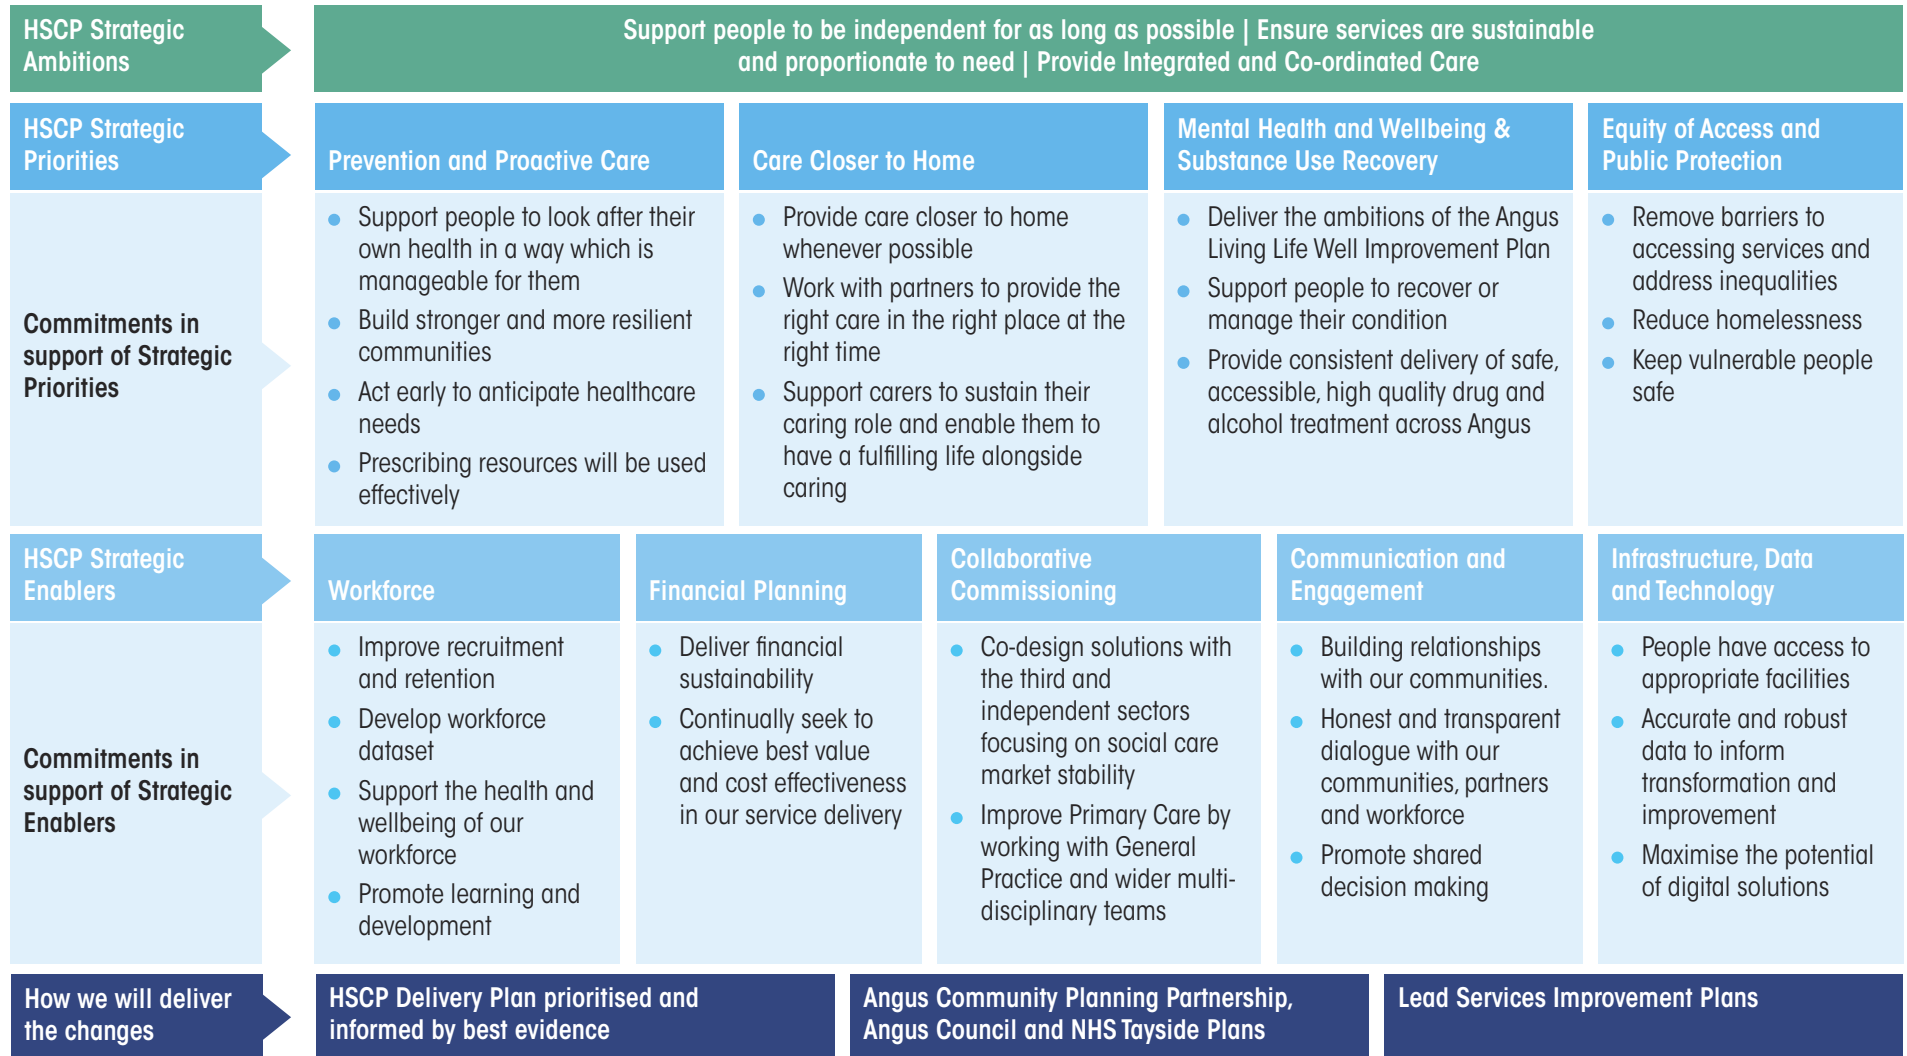 HSCP Strategic
Ambitions
Support people to be independent for as long as possible | Ensure services are sustainable
and proportionate to need | Provide Integrated and Co-ordinated Care
HSCP Strategic
Priorities
Prevention and Proactive Care
Care Closer to Home
Mental Health and Wellbeing &
Substance Use Recovery
Equity of Access and
Public Protection
Commitments in
support of Strategic
Priorities
● Support people to look after their
own health in a way which is
manageable for them
● Build stronger and more resilient
communities
● Act early to anticipate healthcare
needs
● Prescribing resources will be used
effectively
● Provide care closer to home
whenever possible
● Work with partners to provide the
right care in the right place at the
right time
● Support carers to sustain their
caring role and enable them to
have a fulfilling life alongside
caring
● Deliver the ambitions of the Angus
Living Life Well Improvement Plan
● Support people to recover or
manage their condition
● Provide consistent delivery of safe,
accessible, high quality drug and
alcohol treatment across Angus
● Remove barriers to
accessing services and
address inequalities
● Reduce homelessness
● Keep vulnerable people
safe
HSCP Strategic
Enablers
Workforce
Financial Planning
Collaborative
Commissioning
Communication and
Engagement
Infrastructure, Data
and Technology
Commitments in
support of Strategic
Enablers
● Improve recruitment
and retention
● Develop workforce
dataset
● Support the health and
wellbeing of our
workforce
● Promote learning and
development
● Deliver financial
sustainability
● Continually seek to
achieve best value
and cost effectiveness
in our service delivery
● Co-design solutions with
the third and
independent sectors
focusing on social care
market stability
● Improve Primary Care by
working with General
Practice and wider multi-
disciplinary teams
● Building relationships
with our communities.
● Honest and transparent
dialogue with our
communities, partners
and workforce
● Promote shared
decision making
● People have access to
appropriate facilities
● Accurate and robust
data to inform
transformation and
improvement
● Maximise the potential
of digital solutions
How we will deliver
the changes
HSCP Delivery Plan prioritised and
informed by best evidence
Angus Community Planning Partnership,
Angus Council and NHS Tayside Plans
Lead Services Improvement Plans